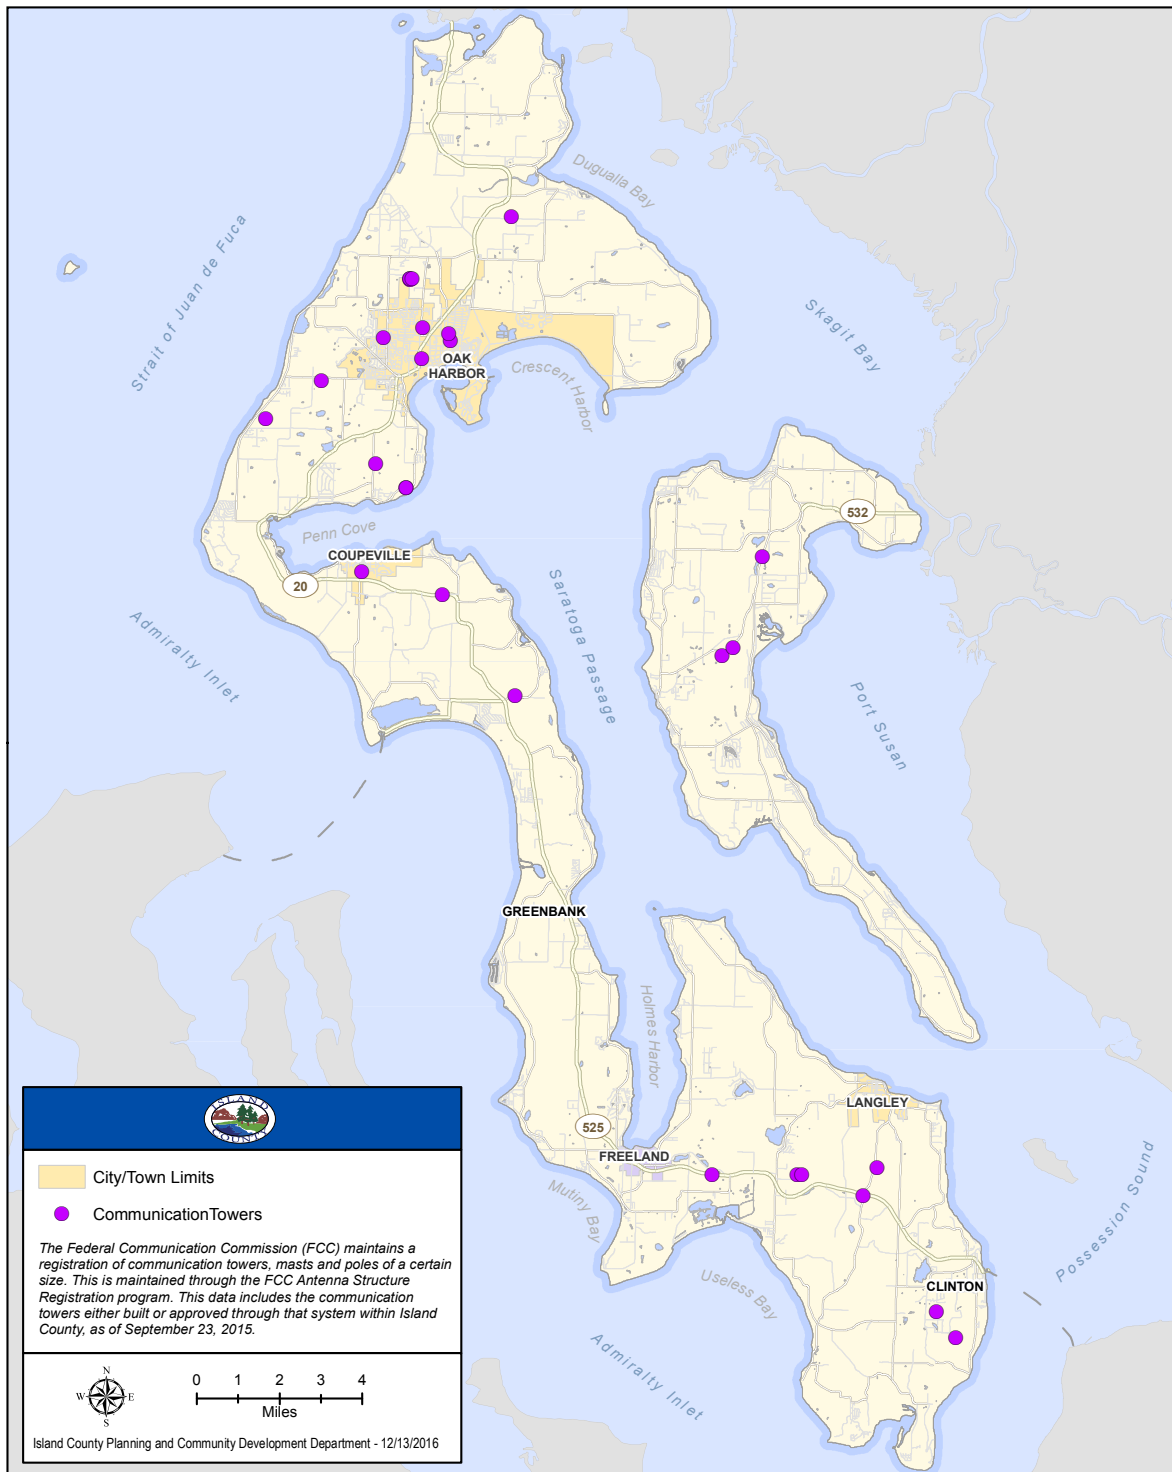 Dugualla Bay
Strait of Juan de Fuca
Skagit Bay
OAK
HARBOR
Crescent Harbor
532
Penn Cove
COUPEVILLE
20
Saratoga Passage
Admiralty Inlet
Port Susan
GREENBANK
Holmes Harbor
LANGLEY
525
FREELAND
Mutiny Bay
Possession Sound
Useless Bay
CLINTON
Admiralty Inlet
ISLAND
COUNTY
City/Town Limits
CommunicationTowers
The Federal Communication Commission (FCC) maintains a
registration of communication towers, masts and poles of a certain
size. This is maintained through the FCC Antenna Structure
Registration program. This data includes the communication
towers either built or approved through that system within Island
County, as of September 23, 2015.
N
W E
S
0 1 2 3 4
Miles
Island County Planning and Community Development Department - 12/13/2016